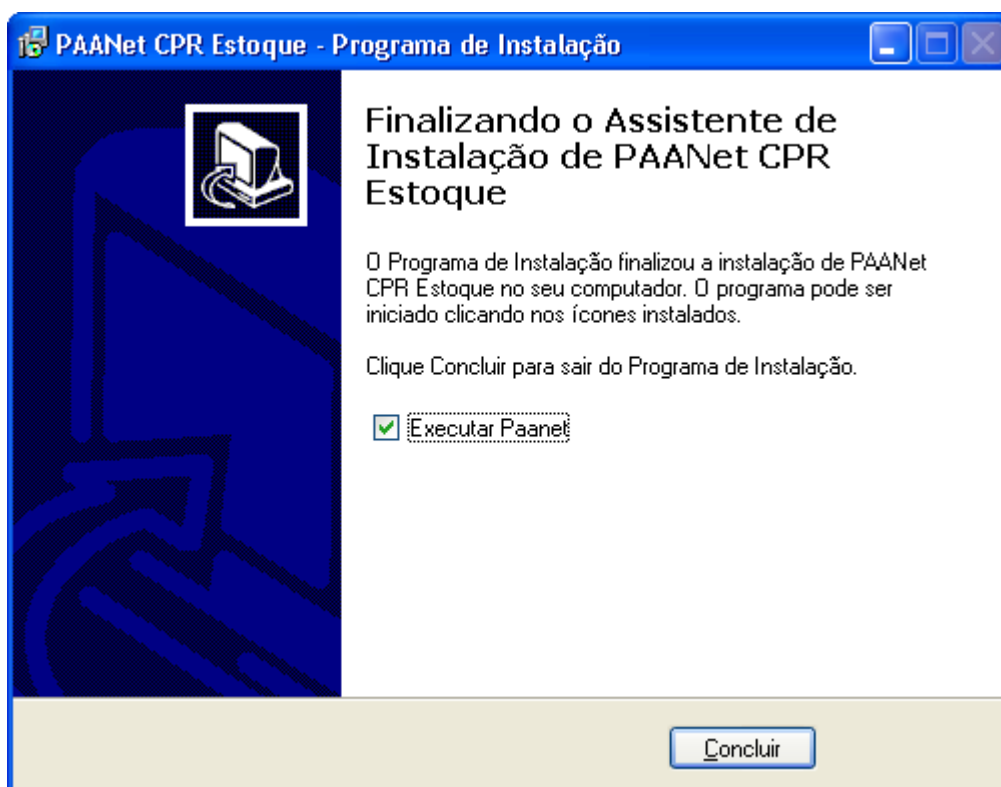 PAANet CPR Estoque - Programa de Instalação
Finalizando o Assistente de
Instalação de PAANet CPR
Estoque
O Programa de Instalação finalizou a instalação de PAANet
CPR Estoque no seu computador. O programa pode ser
iniciado clicando nos ícones instalados.
Clique Concluir para sair do Programa de Instalação.
Executar Paanet
Concluir